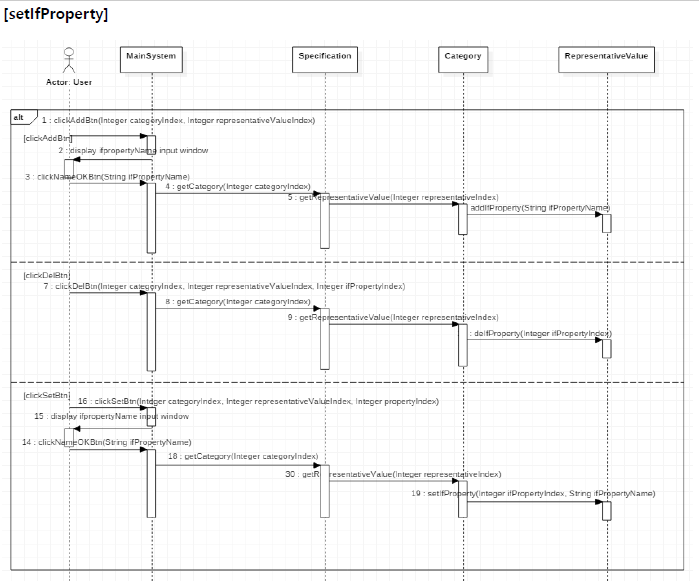 [setIfProperty]
MainSystem
Specification
Category
RepresentativeValue
Actor: User
alt
1 : clickAddBtn(Integer categoryIndex, Integer representativeValueIndex)
[clickAddBtn]
2 : display ifpropertyName input window
3 : clickNameOKBtn(String ifPropertyName)
4 : getCategory(Integer categoryIndex)
5 : getRepresentativeValue(Integer representativeIndex)
addIfProperty(String ifPropertyName)
[clickDelBtn]
7 : clickDelBtn(Integer categoryIndex, Integer representativeValueIndex, Integer ifPropertyIndex)
8 : getCategory(Integer categoryIndex)
9 : getRepresentativeValue(Integer representativeIndex)
: delfProperty(Integer ifPropertyIndex)
[clickSetBtn]
16 : clickSetBtn(Integer categoryIndex, Integer representativeValueIndex, Integer propertyIndex)
15 : display ifpropertyName input window
14 : clickNameOKBtn(String ifPropertyName)
18 : getCategory(Integer categoryIndex)
30 : getRepresentativeValue(Integer representativeIndex)
19 : setIfProperty(Integer ifPropertyIndex, String ifPropertyName)